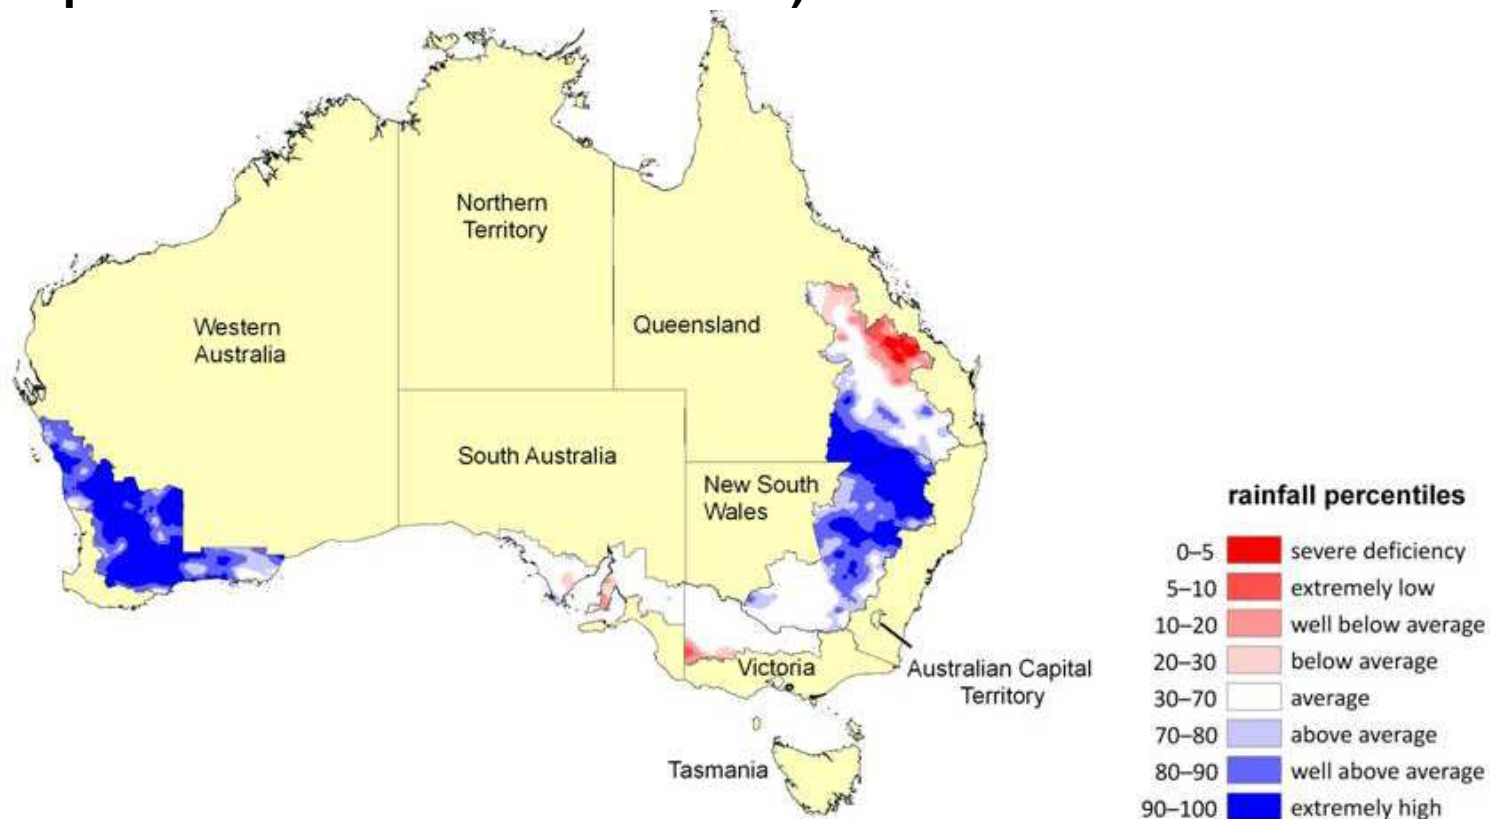 Northern
Territory
Western
Australia
Queensland
South Australia
New South
Wales
Victoria
Australian Capital
Territory
Tasmania
rainfall percentiles
0–5 severe deficiency
5–10 extremely low
10–20 well below average
20–30 below average
30–70 average
70–80 above average
80–90 well above average
90–100 extremely high